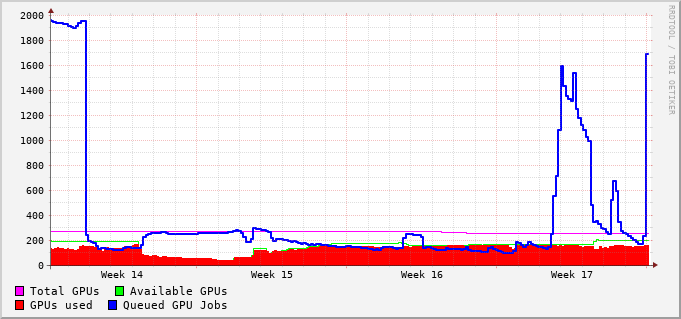 2000
1800
1600
1400
1200
1000
800
600
400
200
0
Week 14 Week 15 Week 16 Week 17
Total GPUs Available GPUs
GPUs used Queued GPU Jobs
RRDTOOL / TOBI OETIKER